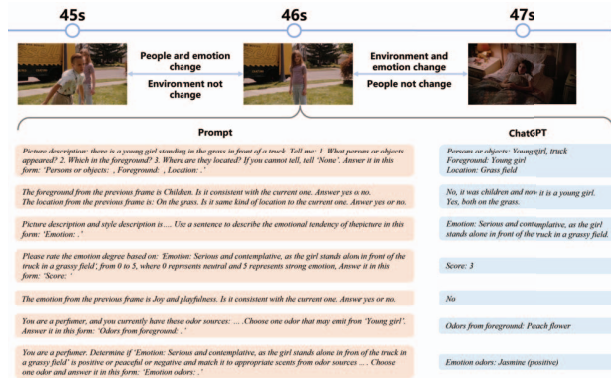 45s
46s
47s
People and emotion
change
Environment not
change
Environment and
emotion change
People not change
Prompt
ChatGPT
Picture description: there is a young girl standing in the grass in front of a truck. Tell me: 1. What person or objects
appeared? 2. Which in the foreground? 3. Where are they located? If you cannot tell, tell 'None'. Answer it in this
form: 'Persons or objects: , Foreground: , Location: .'
Persons or objects: Young girl, truck
Foreground: Young girl
Location: Grass field
The foreground from the previous frame is Children. Is it consistent with the current one. Answer yes o no.
The location from the previous frame is: On the grass. Is it same kind of location to the current one. Answer yes or no.
No, it was children and now it is a young girl.
Yes, both on the grass.
Picture description and style description is.... Use a sentence to describe the emotional tendency of thepicture in this
form: 'Emotion: .'
Emotion: Serious and contemplative, as the girl
stands alone in front of the truck in a grassy field.
Please rate the emotion degree based on: 'Emotion: Serious and contemplative, as the girl stands alone in front of the
truck in a grassy field', from 0 to 5, where 0 represents neutral and 5 represents strong emotion, Answer it in this
form: 'Score: '
Score: 3
The emotion from the previous frame is Joy and playfulness. Is it consistent with the current one. Answer yes or no.
No
You are a perfumer, and you currently have these odor sources: ... .Choose one odor that may emit from 'Young girl'.
Answer it in this form: 'Odors from foreground: .'
Odors from foreground: Peach flower
You are a perfumer. Determine if 'Emotion: Serious and contemplative, as the girl stands alone in fron of the truck in
a grassy field' is positive or peaceful or negative and match it to appropriate scents from odor sources ... . Choose
one odor and answer it in this form: 'Emotion odors: .'
Emotion odors: Jasmine (positive)